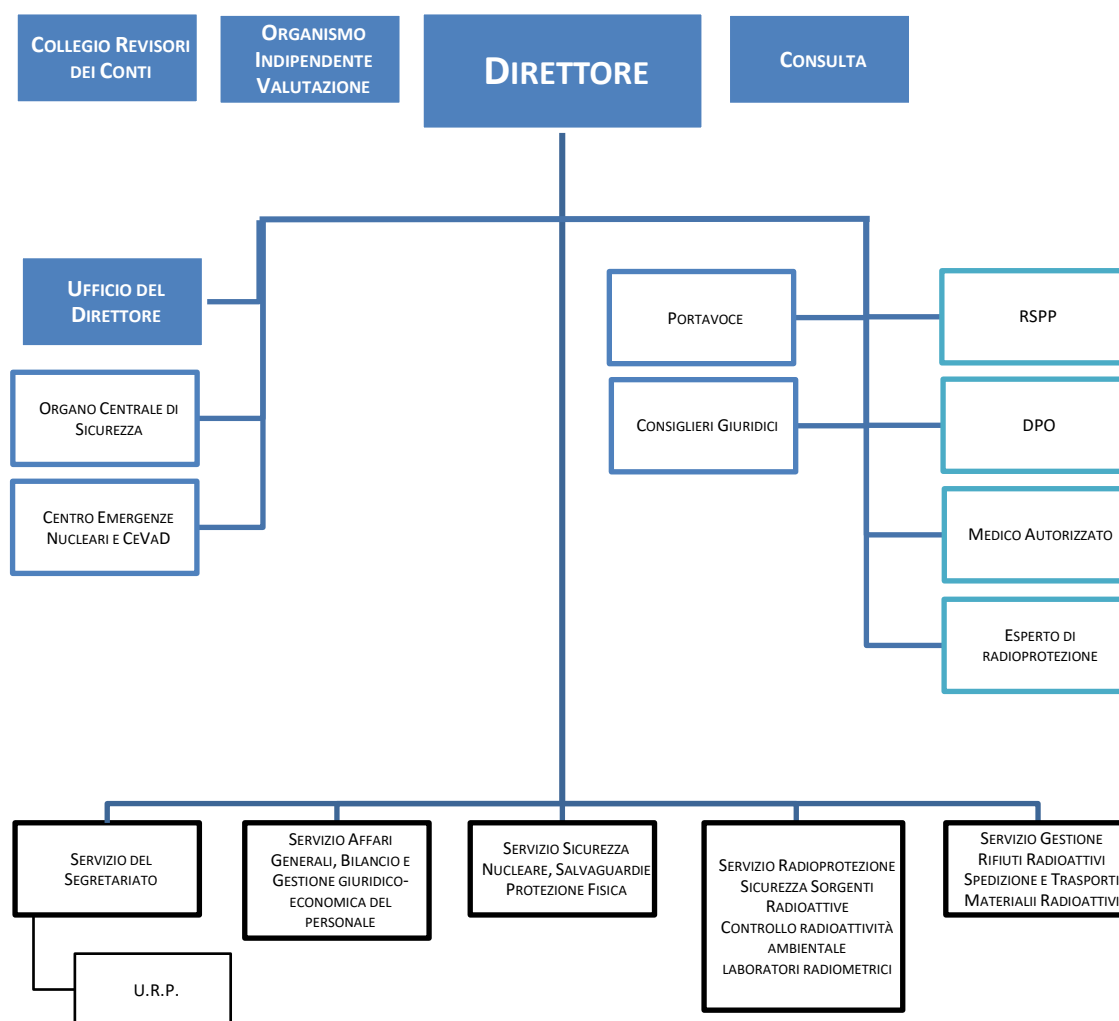 COLLEGIO REVISORI
DEI CONTI
ORGANISMO
INDIPENDENTE
VALUTAZIONE
DIRETTORE
CONSULTA
UFFICIO DEL
DIRETTORE
ORGANO CENTRALE DI
SICUREZZA
CENTRO EMERGENZE
NUCLEARI E CEVAD
PORTAVOCE
CONSIGLIERI GIURIDICI
RSPP
DPO
MEDICO AUTORIZZATO
ESPERTO DI
RADIOPROTEZIONE
SERVIZIO DEL
SEGRETARIATO
U.R.P.
SERVIZIO AFFARI
GENERALI, BILANCIO E
GESTIONE GIURIDICO-
ECONOMICA DEL
PERSONALE
SERVIZIO SICUREZZA
NUCLEARE, SALVAGUARDIE
PROTEZIONE FISICA
SERVIZIO RADIOPROTEZIONE
SICUREZZA SORGENTI
RADIOATTIVE
CONTROLLO RADIOATTIVITÀ
AMBIENTALE
LABORATORI RADIOMETRICI
SERVIZIO GESTIONE
RIFIUTI RADIOATTIVI
SPEDIZIONE E TRASPORTI
MATERIALII RADIOATTIVI